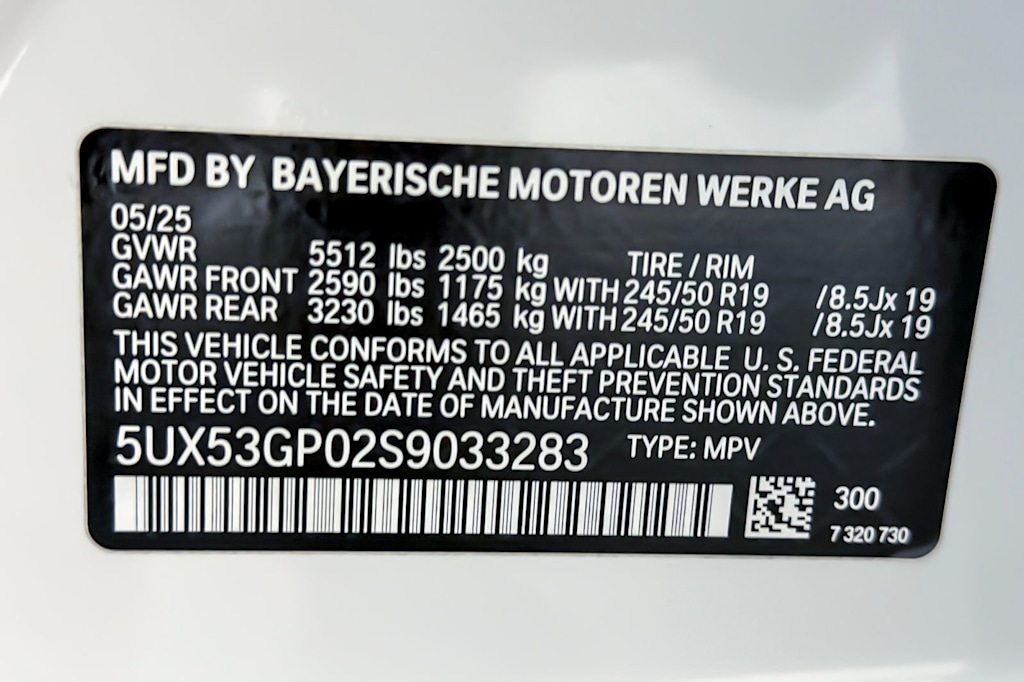 MFD BY BAYERISCHE MOTOREN WERKE AG
05/25
GVWR 5512 lbs 2500 kg TIRE / RIM
GAWR FRONT 2590 lbs 1175 kg WITH 245/50 R19 /8.5Jx 19
GAWR REAR 3230 lbs 1465 kg WITH 245/50 R19 /8.5Jx 19
THIS VEHICLE CONFORMS TO ALL APPLICABLE U. S. FEDERAL
MOTOR VEHICLE SAFETY AND THEFT PREVENTION STANDARDS
IN EFFECT ON THE DATE OF MANUFACTURE SHOWN ABOVE.
5UX53GP02S9033283 TYPE: MPV
300
7 320 730